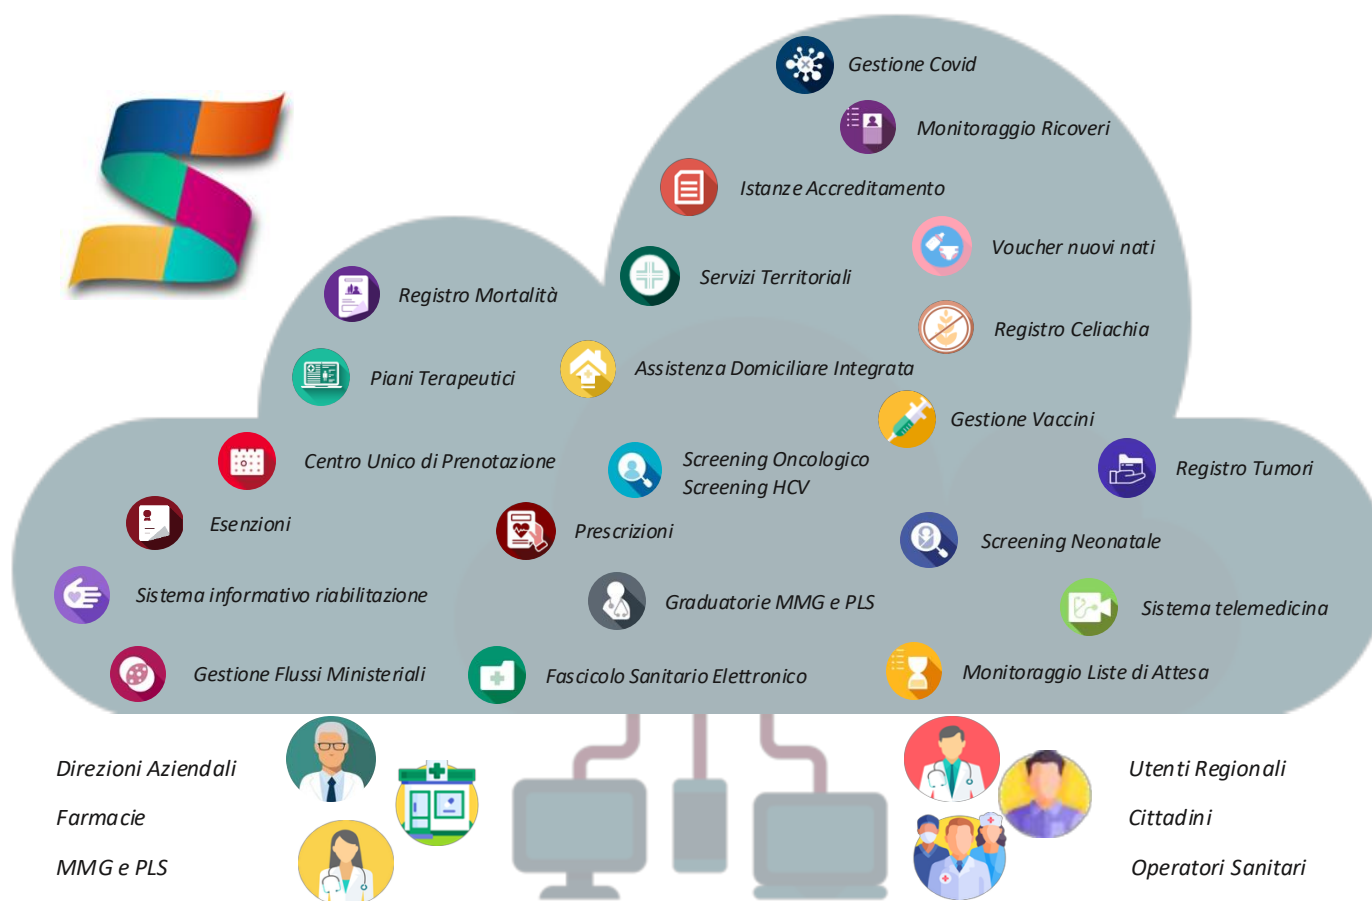 Gestione Covid
Monitoraggio Ricoveri
Istanze Accreditamento
Voucher nuovi nati
Servizi Territoriali
Registro Mortalità
Registro Celiachia
Assistenza Domiciliare Integrata
Piani Terapeutici
Gestione Vaccini
Centro Unico di Prenotazione
Screening Oncologico
Screening HCV
Registro Tumori
Esenzioni
Prescrizioni
Screening Neonatale
Sistema informativo riabilitazione
Graduatorie MMG e PLS
Sistema telemedicina
Gestione Flussi Ministeriali
Fascicolo Sanitario Elettronico
Monitoraggio Liste di Attesa
Direzioni Aziendali
Farmacie
MMG e PLS
Utenti Regionali
Cittadini
Operatori Sanitari